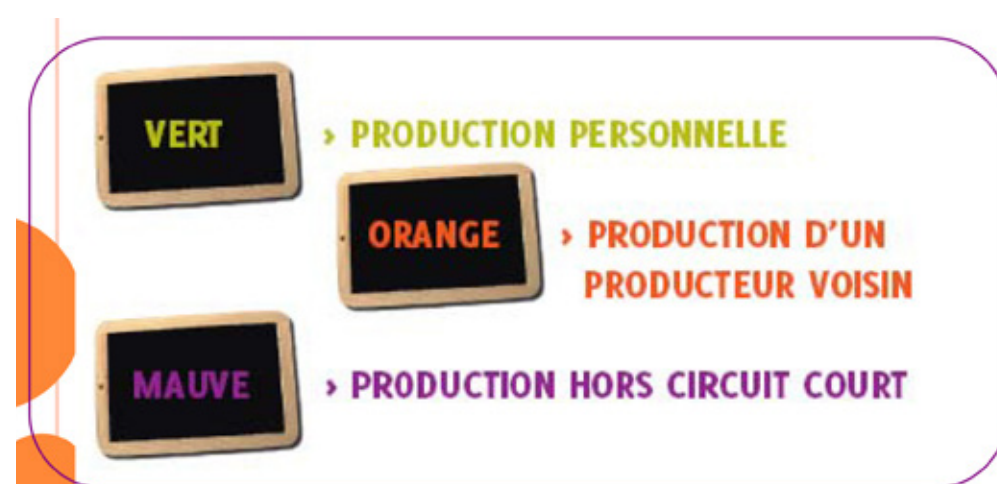 VERT › PRODUCTION PERSONNELLE
ORANGE › PRODUCTION D'UN
PRODUCTEUR VOISIN
MAUVE › PRODUCTION HORS CIRCUIT COURT